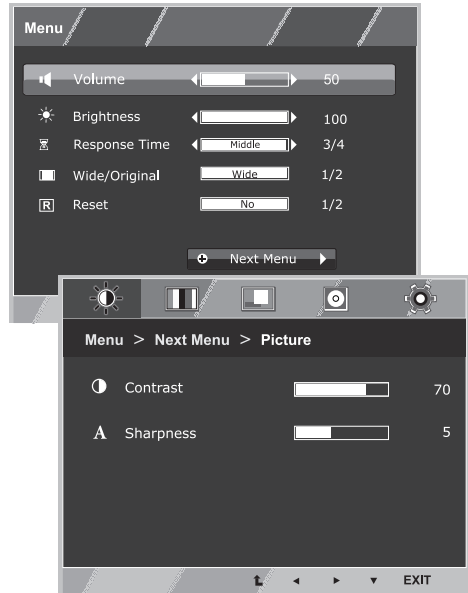 Menu
Volume 50
Brightness 100
Response Time Middle 3/4
Wide/Original Wide 1/2
R Reset No 1/2
Next Menu
Menu > Next Menu > Picture
Contrast 70
A Sharpness 5
EXIT